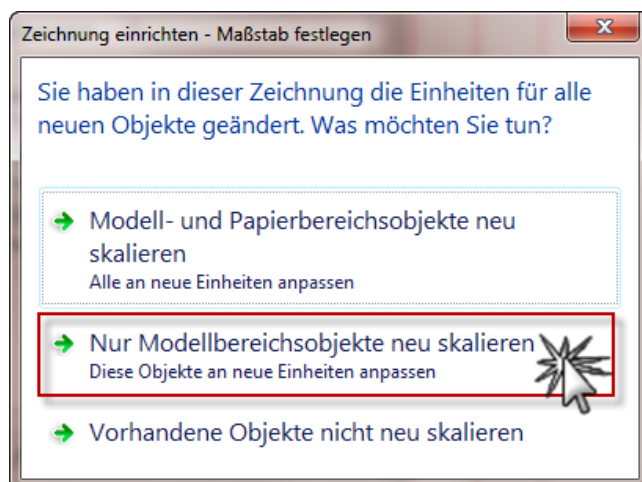 Zeichnung einrichten - Maßstab festlegen
Sie haben in dieser Zeichnung die Einheiten für alle
neuen Objekte geändert. Was möchten Sie tun?
Modell- und Papierbereichsobjekte neu
skalieren
Alle an neue Einheiten anpassen
Nur Modellbereichsobjekte neu skalieren
Diese Objekte an neue Einheiten anpassen
Vorhandene Objekte nicht neu skalieren